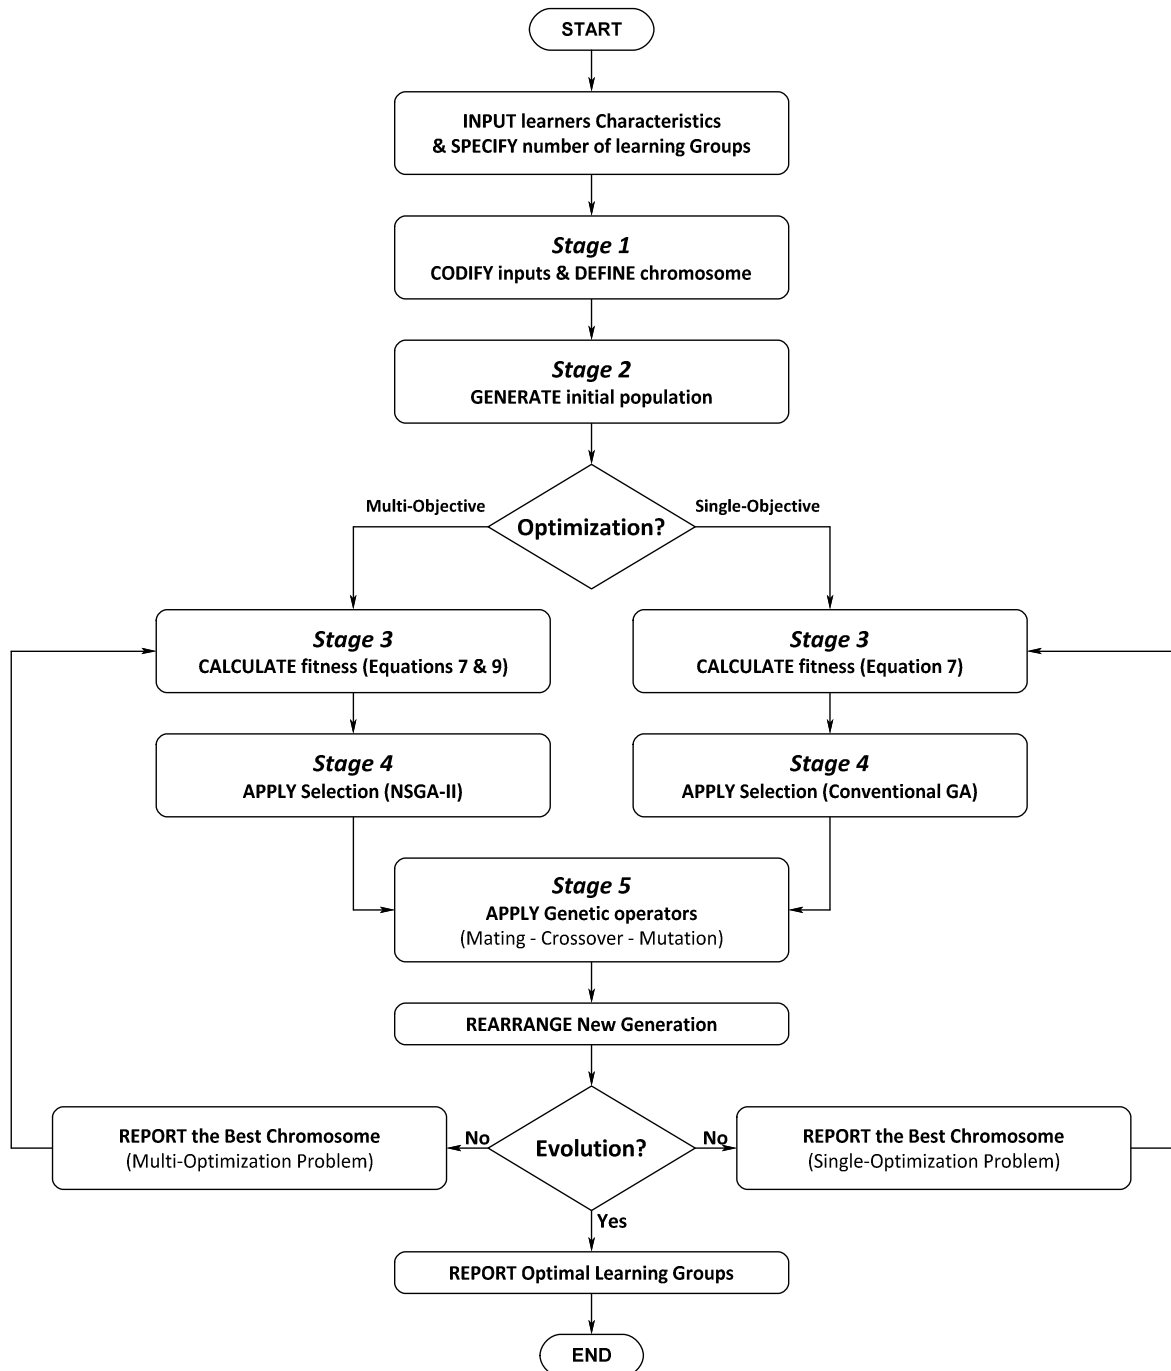 START
INPUT learners Characteristics
& SPECIFY number of learning Groups
Stage 1
CODIFY inputs & DEFINE chromosome
Stage 2
GENERATE initial population
Multi-Objective
Single-Objective
Optimization?
Stage 3
CALCULATE fitness (Equations 7 & 9)
Stage 3
CALCULATE fitness (Equation 7)
Stage 4
APPLY Selection (NSGA-II)
Stage 4
APPLY Selection (Conventional GA)
Stage 5
APPLY Genetic operators
(Mating - Crossover - Mutation)
REARRANGE New Generation
REPORT the Best Chromosome
(Multi-Optimization Problem)
No
Evolution?
No
REPORT the Best Chromosome
(Single-Optimization Problem)
Yes
REPORT Optimal Learning Groups
END